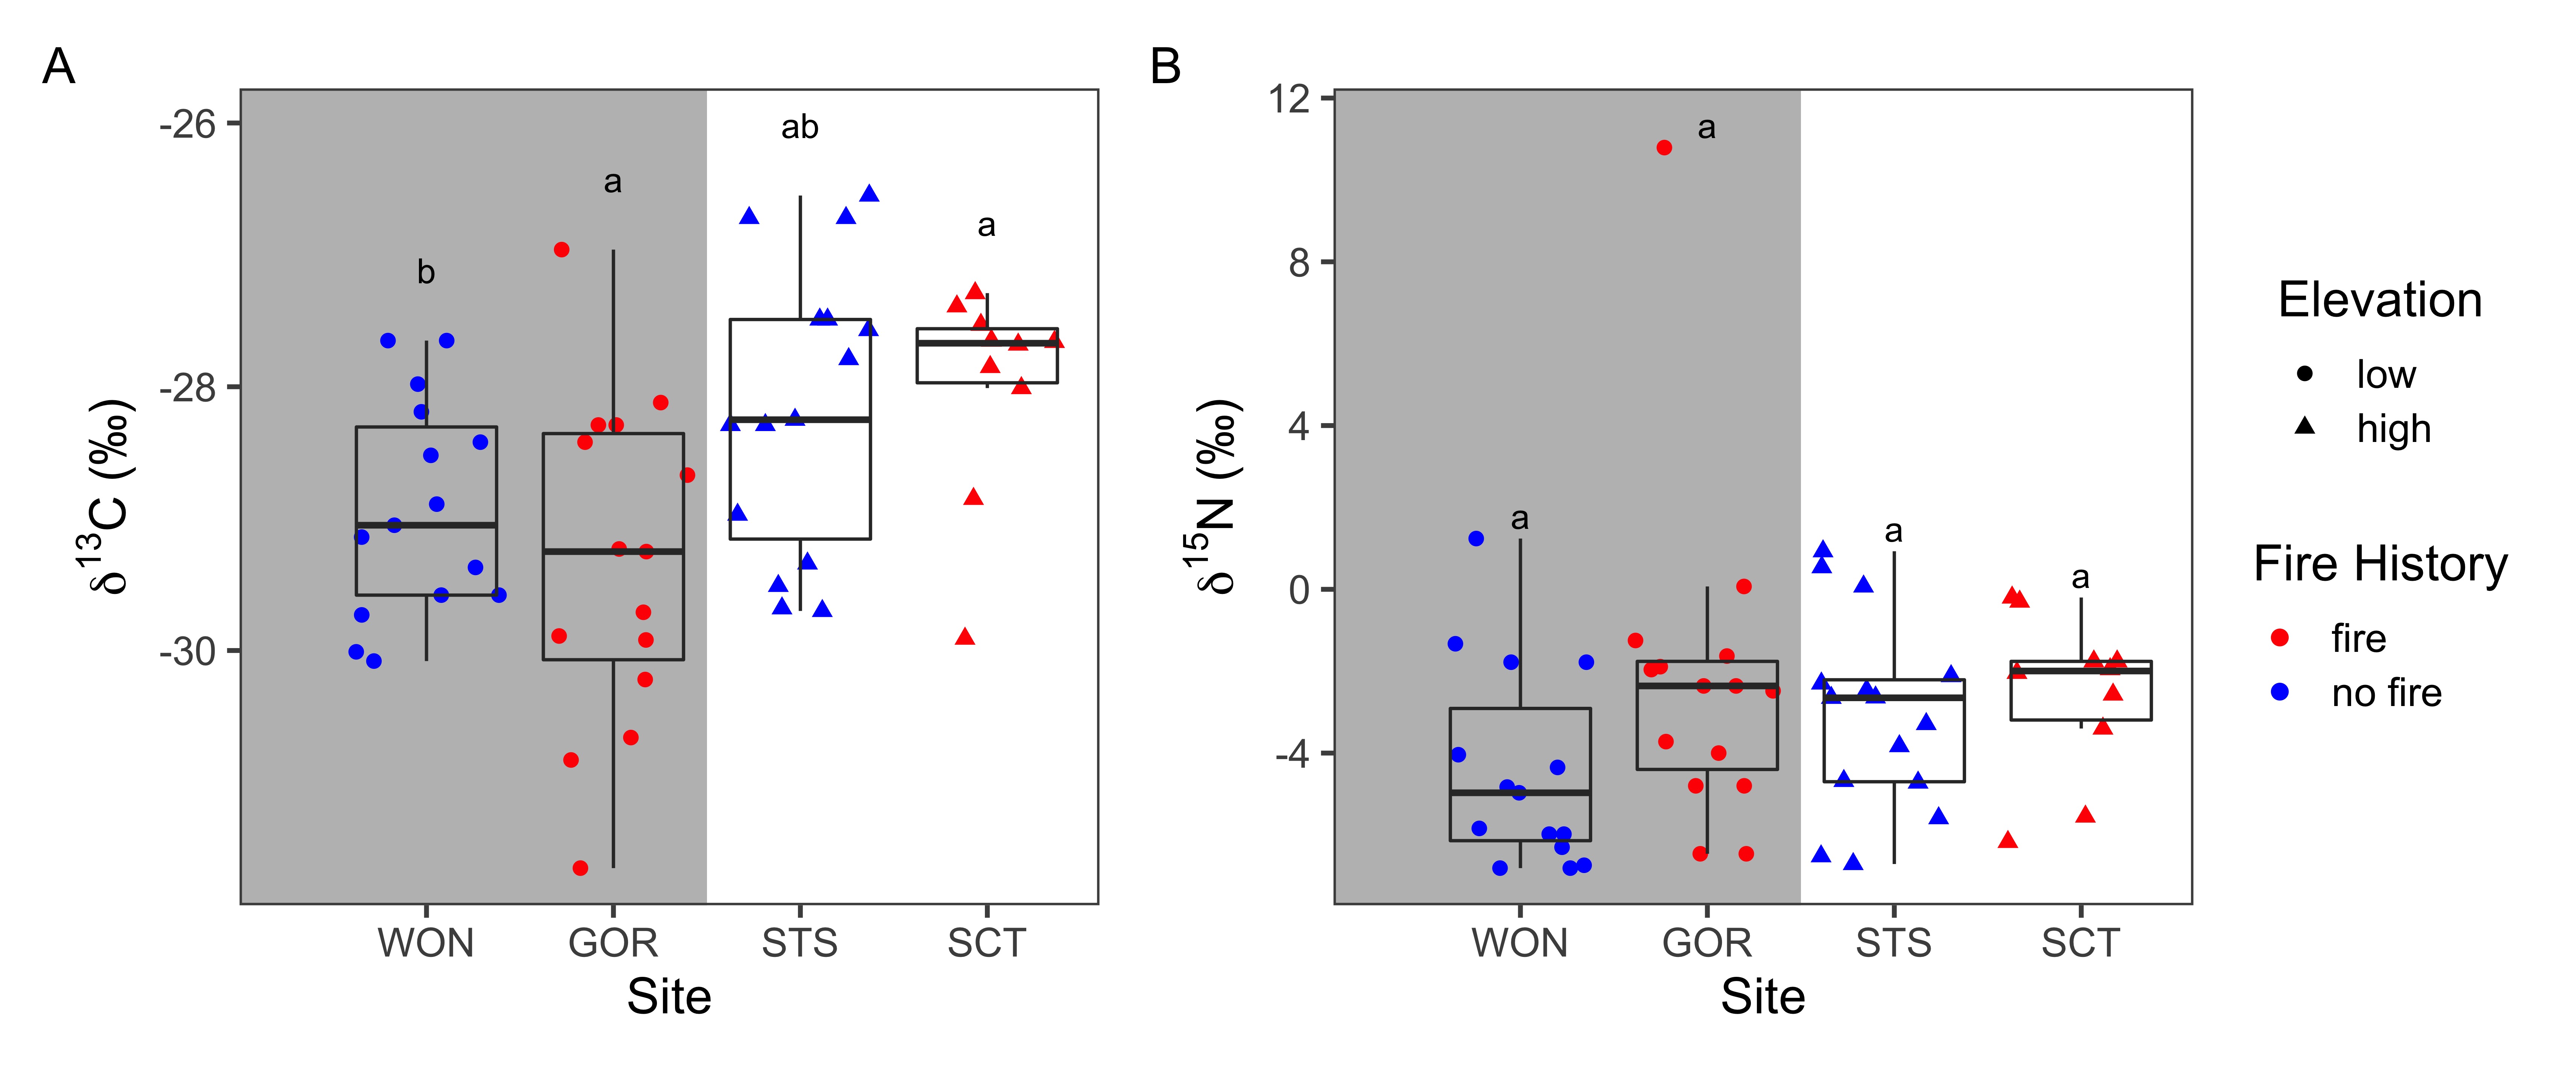 A
B
δ13C (‰)
-26
-28
-30
b
a
ab
a
WON GOR STS SCT
Site
δ15N (‰)
12
8
4
0
-4
a
a
a
a
WON GOR STS SCT
Site
Elevation
low
high
Fire History
fire
no fire